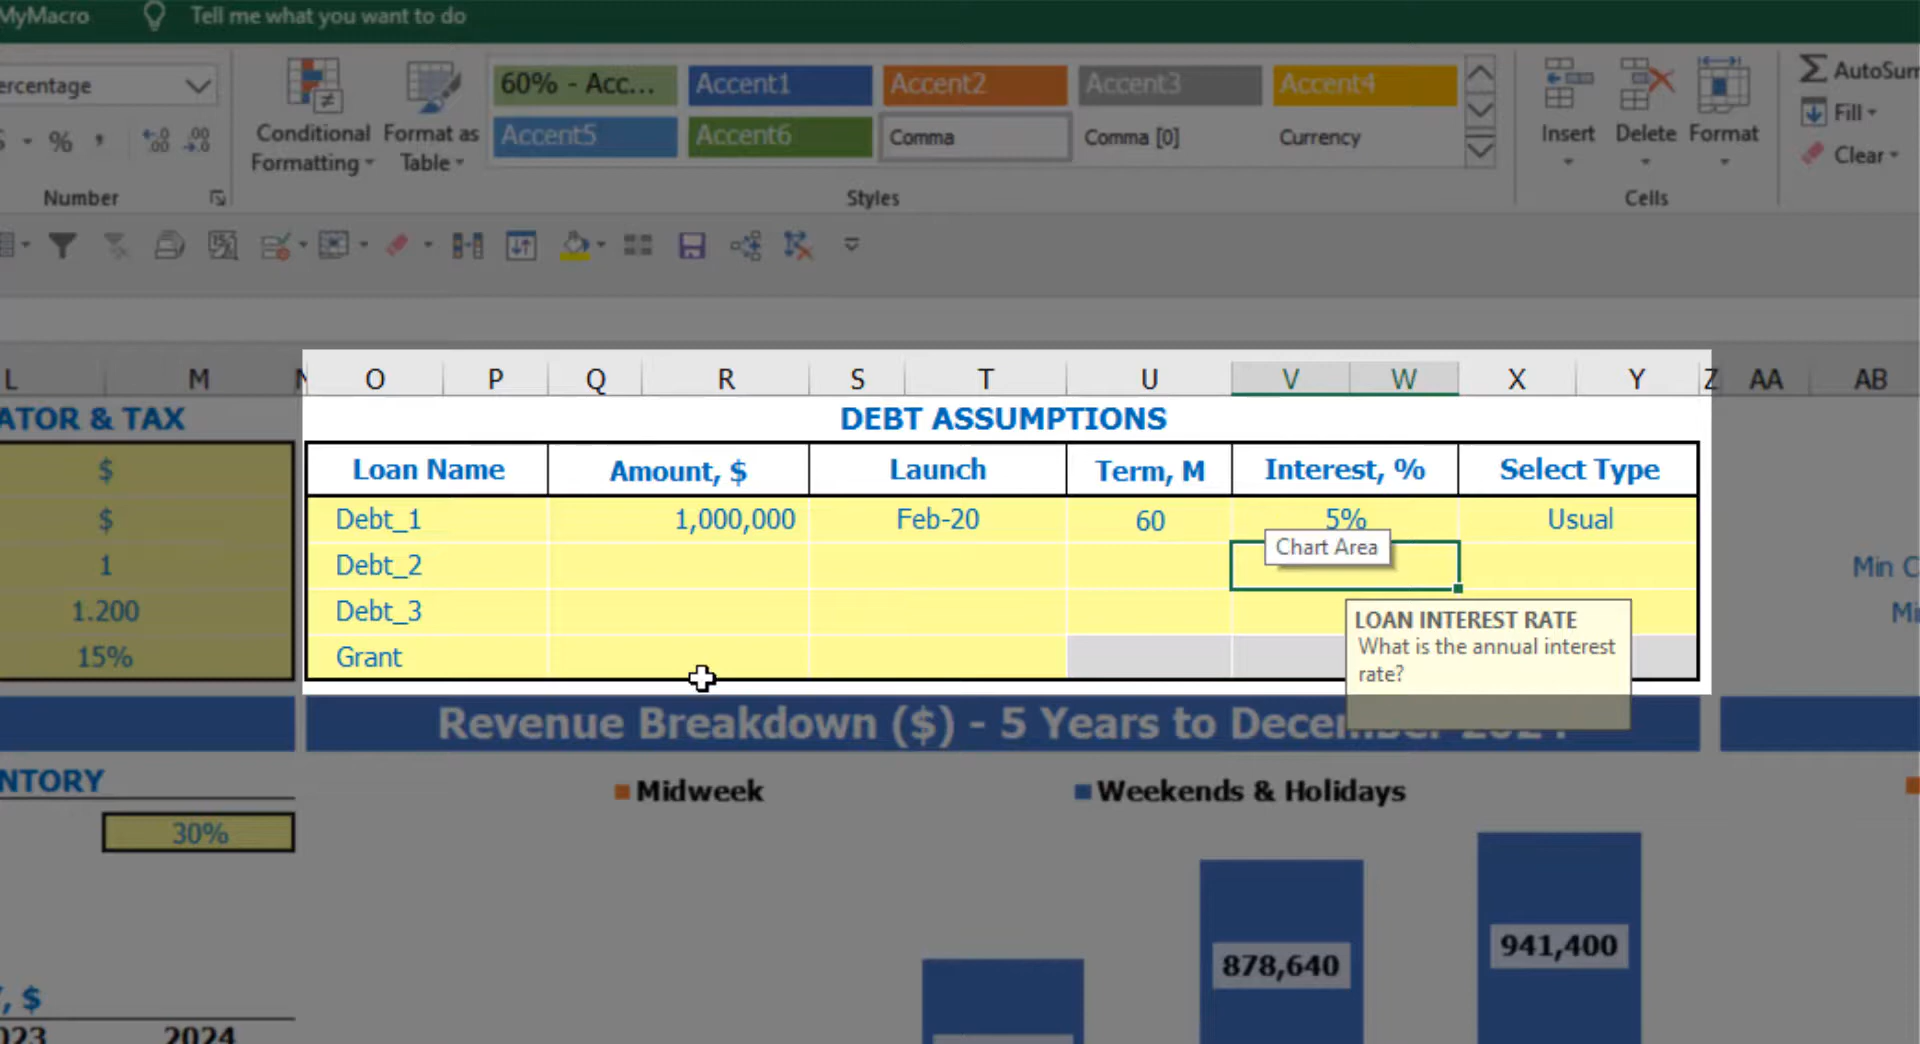 MyMacro Tell me what you want to do
ercentage
Conditional Formatting
Format as Table
60% - Acc... Accent1 Accent2 Accent3 Accent4
Accent5 Accent6 Comma Comma [0] Currency
Insert Delete Format
AutoSum
Fill
Clear
Number Styles Cells
L M N O P Q R S T U V W X Y Z AA AB
ATOR & TAX DEBT ASSUMPTIONS
$ Loan Name Amount, $ Launch Term, M Interest, % Select Type
$ Debt_1 1,000,000 Feb-20 60 5% Usual
Chart Area
1 Debt_2 Min C
1.200 Debt_3 Mi
15% Grant
LOAN INTEREST RATE
What is the annual interest
rate?
Revenue Breakdown ($) - 5 Years to December 2024
NTORY Midweek Weekends & Holidays
30%
878,640
941,400
, $
023 2024